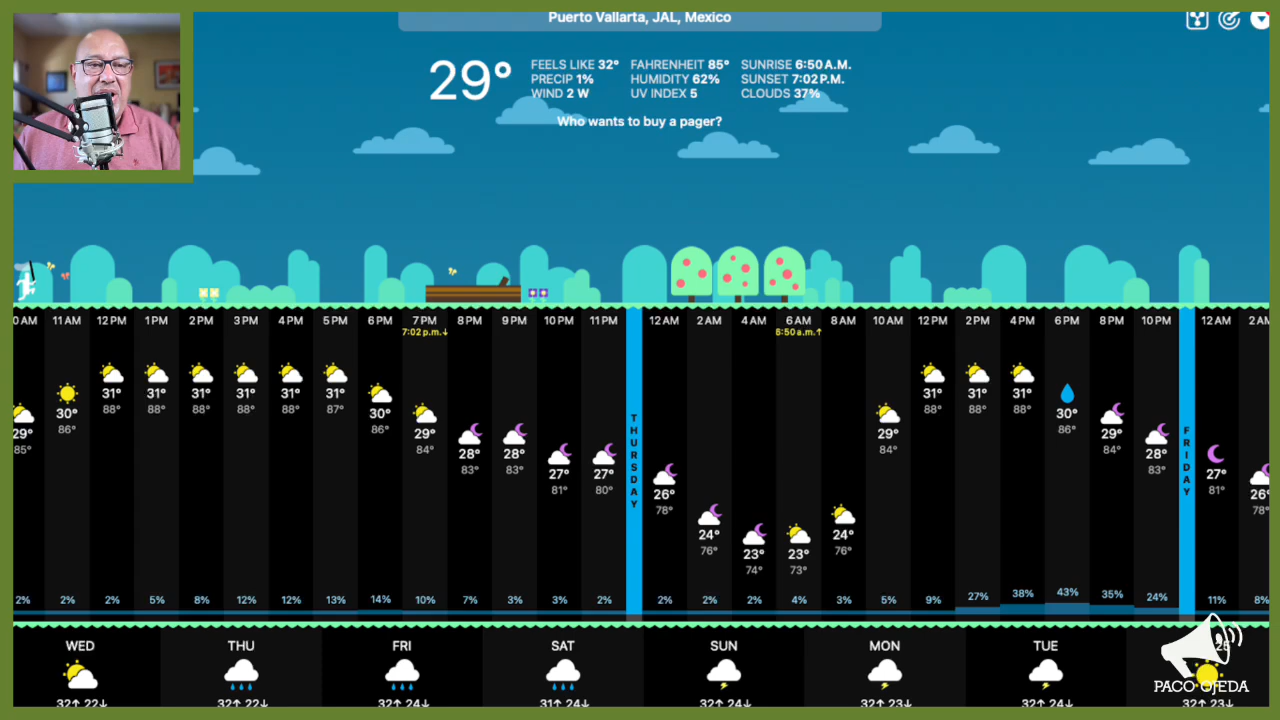 Puerto Vallarta, JAL, Mexico
29°
FEELS LIKE 32° FAHRENHEIT 85° SUNRISE 6:50 A.M.
PRECIP 1% HUMIDITY 62% SUNSET 7:02 P.M.
WIND 2 W UV INDEX 5 CLOUDS 37%
Who wants to buy a pager?
0 AM 11 AM 12 PM 1 PM 2 PM 3 PM 4 PM 5 PM 6 PM 7 PM 8 PM 9 PM 10 PM 11 PM 12 AM 2 AM 4 AM 6 AM 8 AM 10 AM 12 PM 2 PM 4 PM 6 PM 8 PM 10 PM 12 AM 2 AM
7:02 p.m.↓ 6:50 a.m.↑
29° 30° 31° 31° 31° 31° 31° 31° 30° 29° 28° 28° 27° 27° 26° 24° 23° 23° 24° 29° 31° 31° 31° 30° 29° 28° 27° 26°
85° 86° 88° 88° 88° 88° 88° 87° 86° 84° 83° 83° 81° 80° 78° 76° 74° 73° 76° 84° 88° 88° 88° 86° 84° 83° 81° 78°
THURSDAY
FRIDAY
2% 2% 2% 5% 8% 12% 12% 13% 14% 10% 7% 3% 3% 2% 2% 2% 2% 4% 3% 5% 9% 27% 38% 43% 35% 24% 11% 8%
WED THU FRI SAT SUN MON TUE
32↑ 22↓ 32↑ 22↓ 32↑ 24↓ 31↑ 24↓ 32↑ 24↓ 32↑ 24↓ 32↑ 24↓ 32↑ 23↓
PACO OJEDA